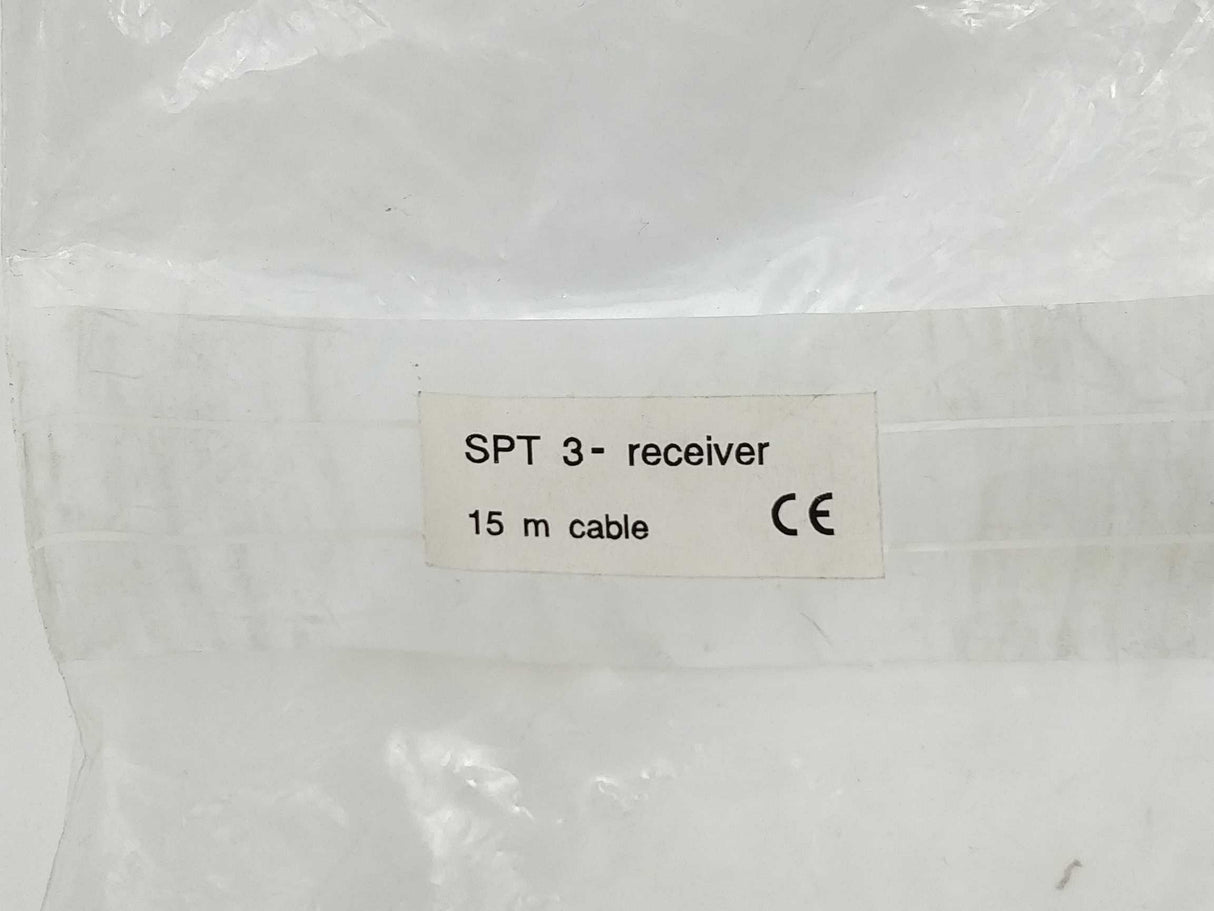 SPT 3- receiver
15 m cable CE